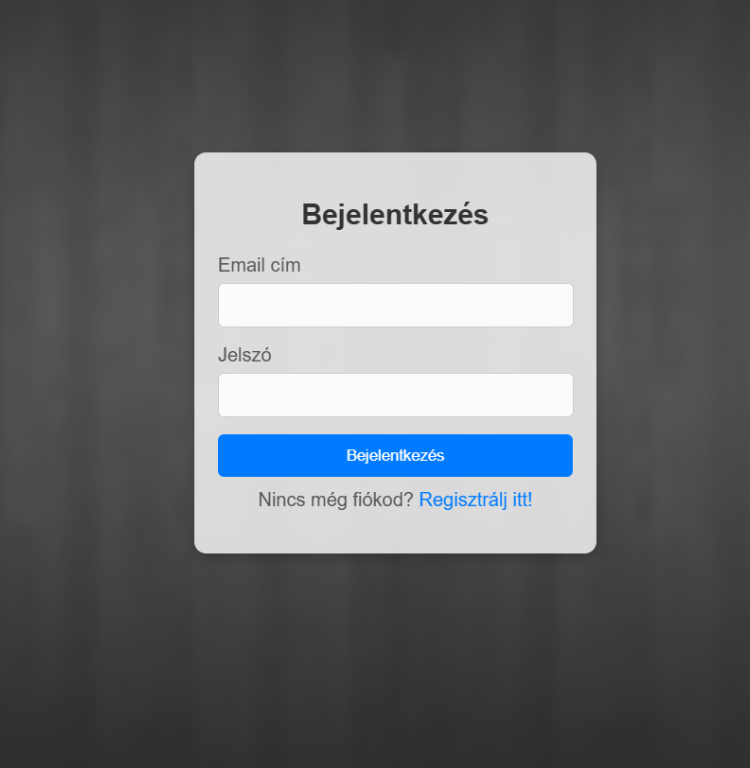 Bejelentkezés
Email cím
Jelszó
Bejelentkezés
Nincs még fiókod? Regisztrálj itt!